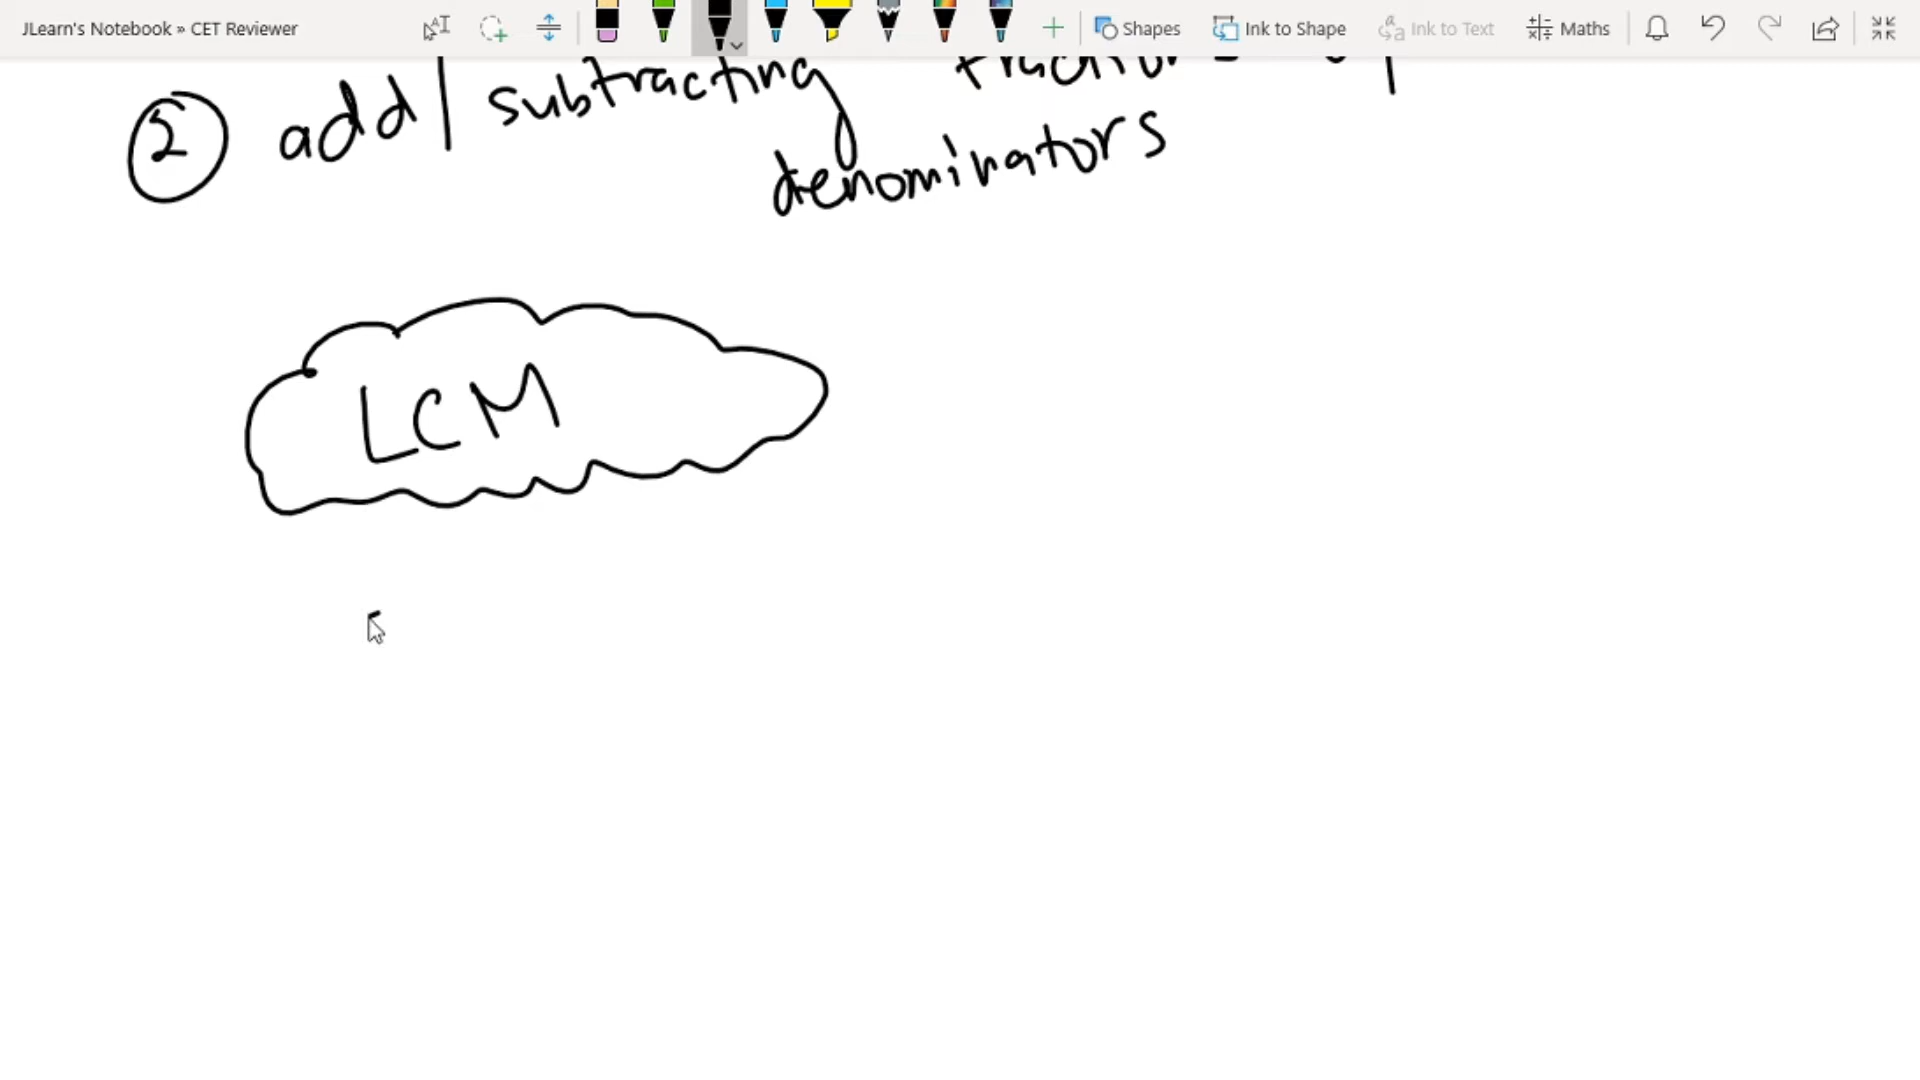 JLearn's Notebook » CET Reviewer
Shapes
Ink to Shape
Ink to Text
Maths
② add/subtracting
denominators
LCM